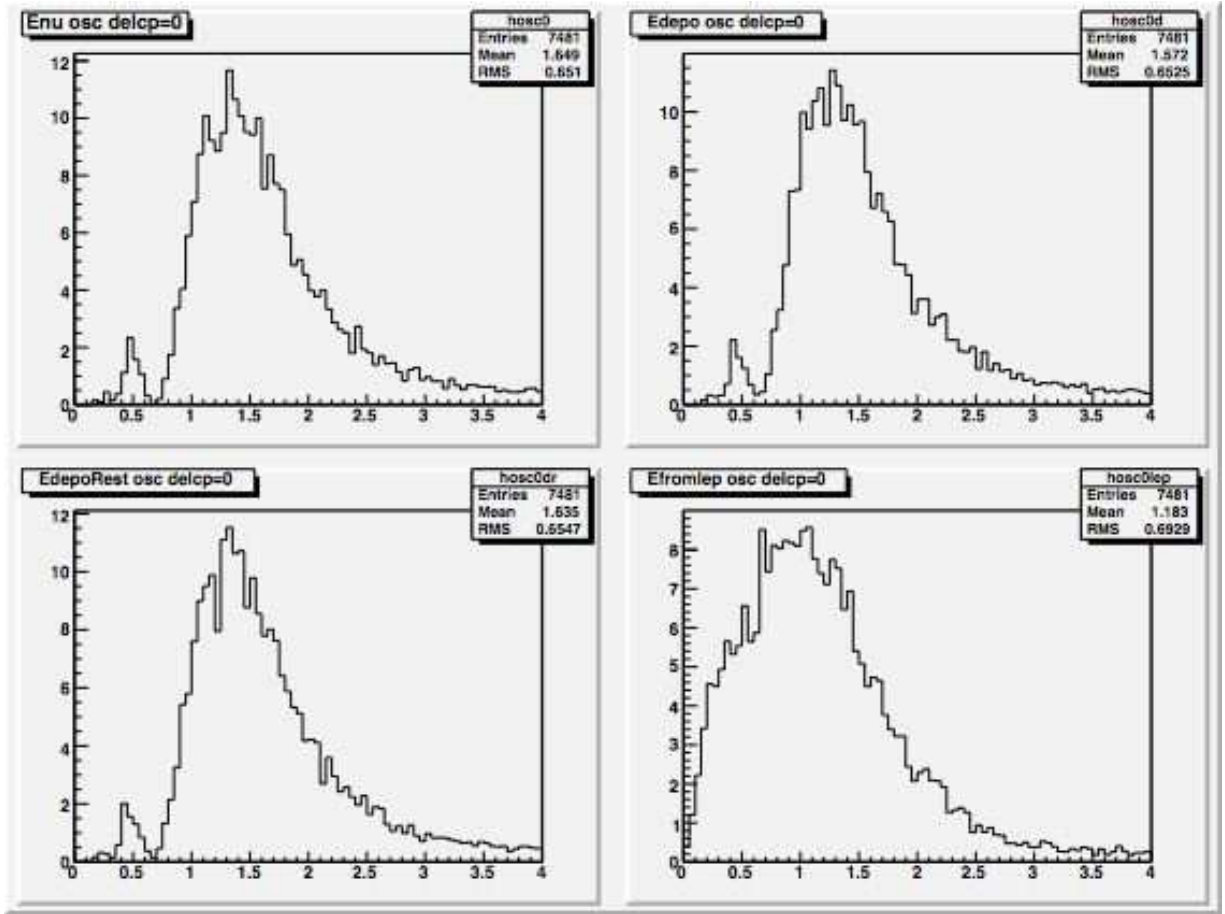 Enu osc delcp=0
hosc0
Entries 7481
Mean 1.649
RMS 0.651
12
10
8
6
4
2
0
0 0.5 1 1.5 2 2.5 3 3.5 4
Edepo osc delcp=0
hosc0d
Entries 7481
Mean 1.572
RMS 0.6525
10
8
6
4
2
0
0 0.5 1 1.5 2 2.5 3 3.5 4
EdepoRest osc delcp=0
hosc0dr
Entries 7481
Mean 1.635
RMS 0.6547
12
10
8
6
4
2
0
0 0.5 1 1.5 2 2.5 3 3.5 4
Efromlep osc delcp=0
hosc0lep
Entries 7481
Mean 1.183
RMS 0.6929
8
7
6
5
4
3
2
1
0
0 0.5 1 1.5 2 2.5 3 3.5 4